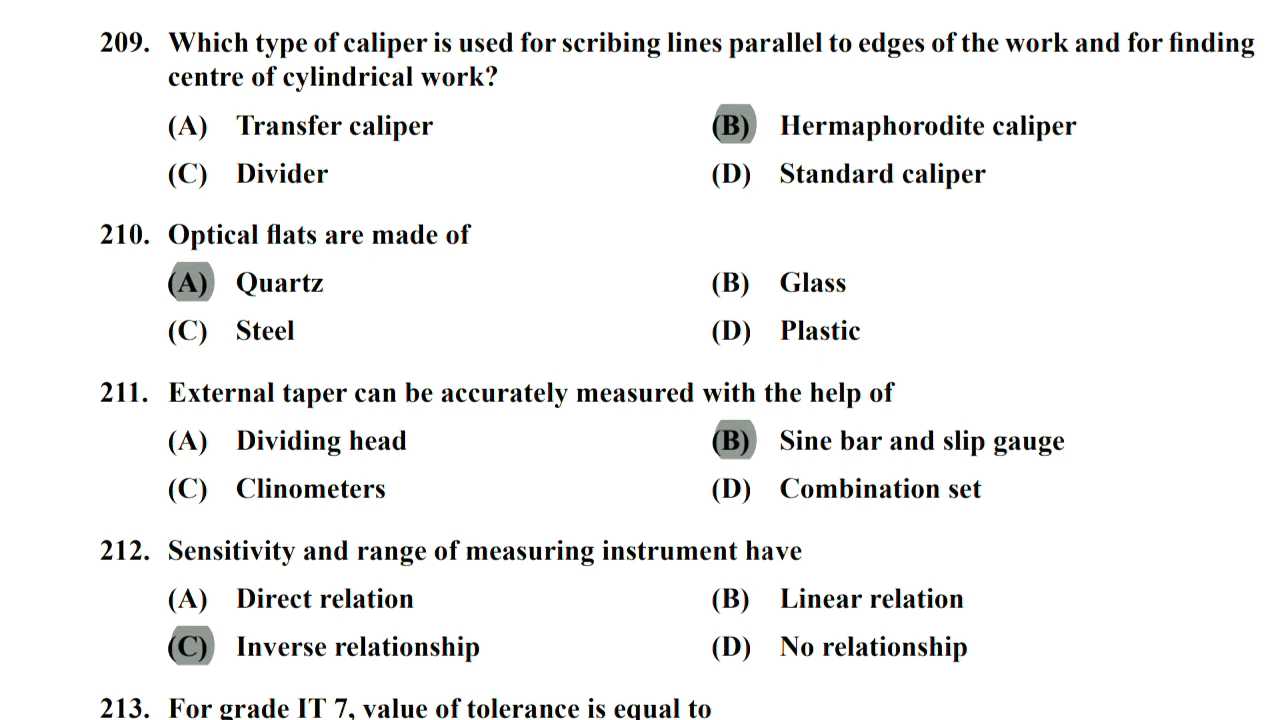 209. Which type of caliper is used for scribing lines parallel to edges of the work and for finding
centre of cylindrical work?
(A) Transfer caliper (B) Hermaphorodite caliper
(C) Divider (D) Standard caliper
210. Optical flats are made of
(A) Quartz (B) Glass
(C) Steel (D) Plastic
211. External taper can be accurately measured with the help of
(A) Dividing head (B) Sine bar and slip gauge
(C) Clinometers (D) Combination set
212. Sensitivity and range of measuring instrument have
(A) Direct relation (B) Linear relation
(C) Inverse relationship (D) No relationship
213. For grade IT 7, value of tolerance is equal to